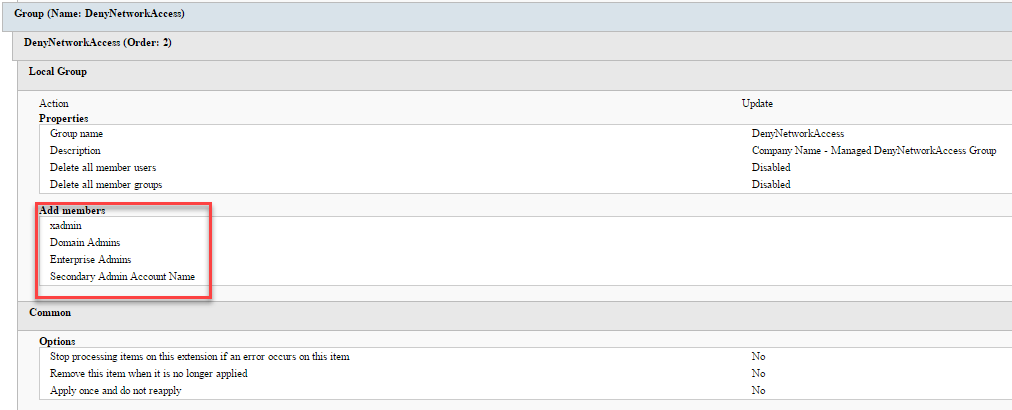 Group (Name: DenyNetworkAccess)
DenyNetworkAccess (Order: 2)
Local Group
Action Update
Properties
Group name DenyNetworkAccess
Description Company Name - Managed DenyNetworkAccess Group
Delete all member users Disabled
Delete all member groups Disabled
Add members
xadmin
Domain Admins
Enterprise Admins
Secondary Admin Account Name
Common
Options
Stop processing items on this extension if an error occurs on this item No
Remove this item when it is no longer applied No
Apply once and do not reapply No